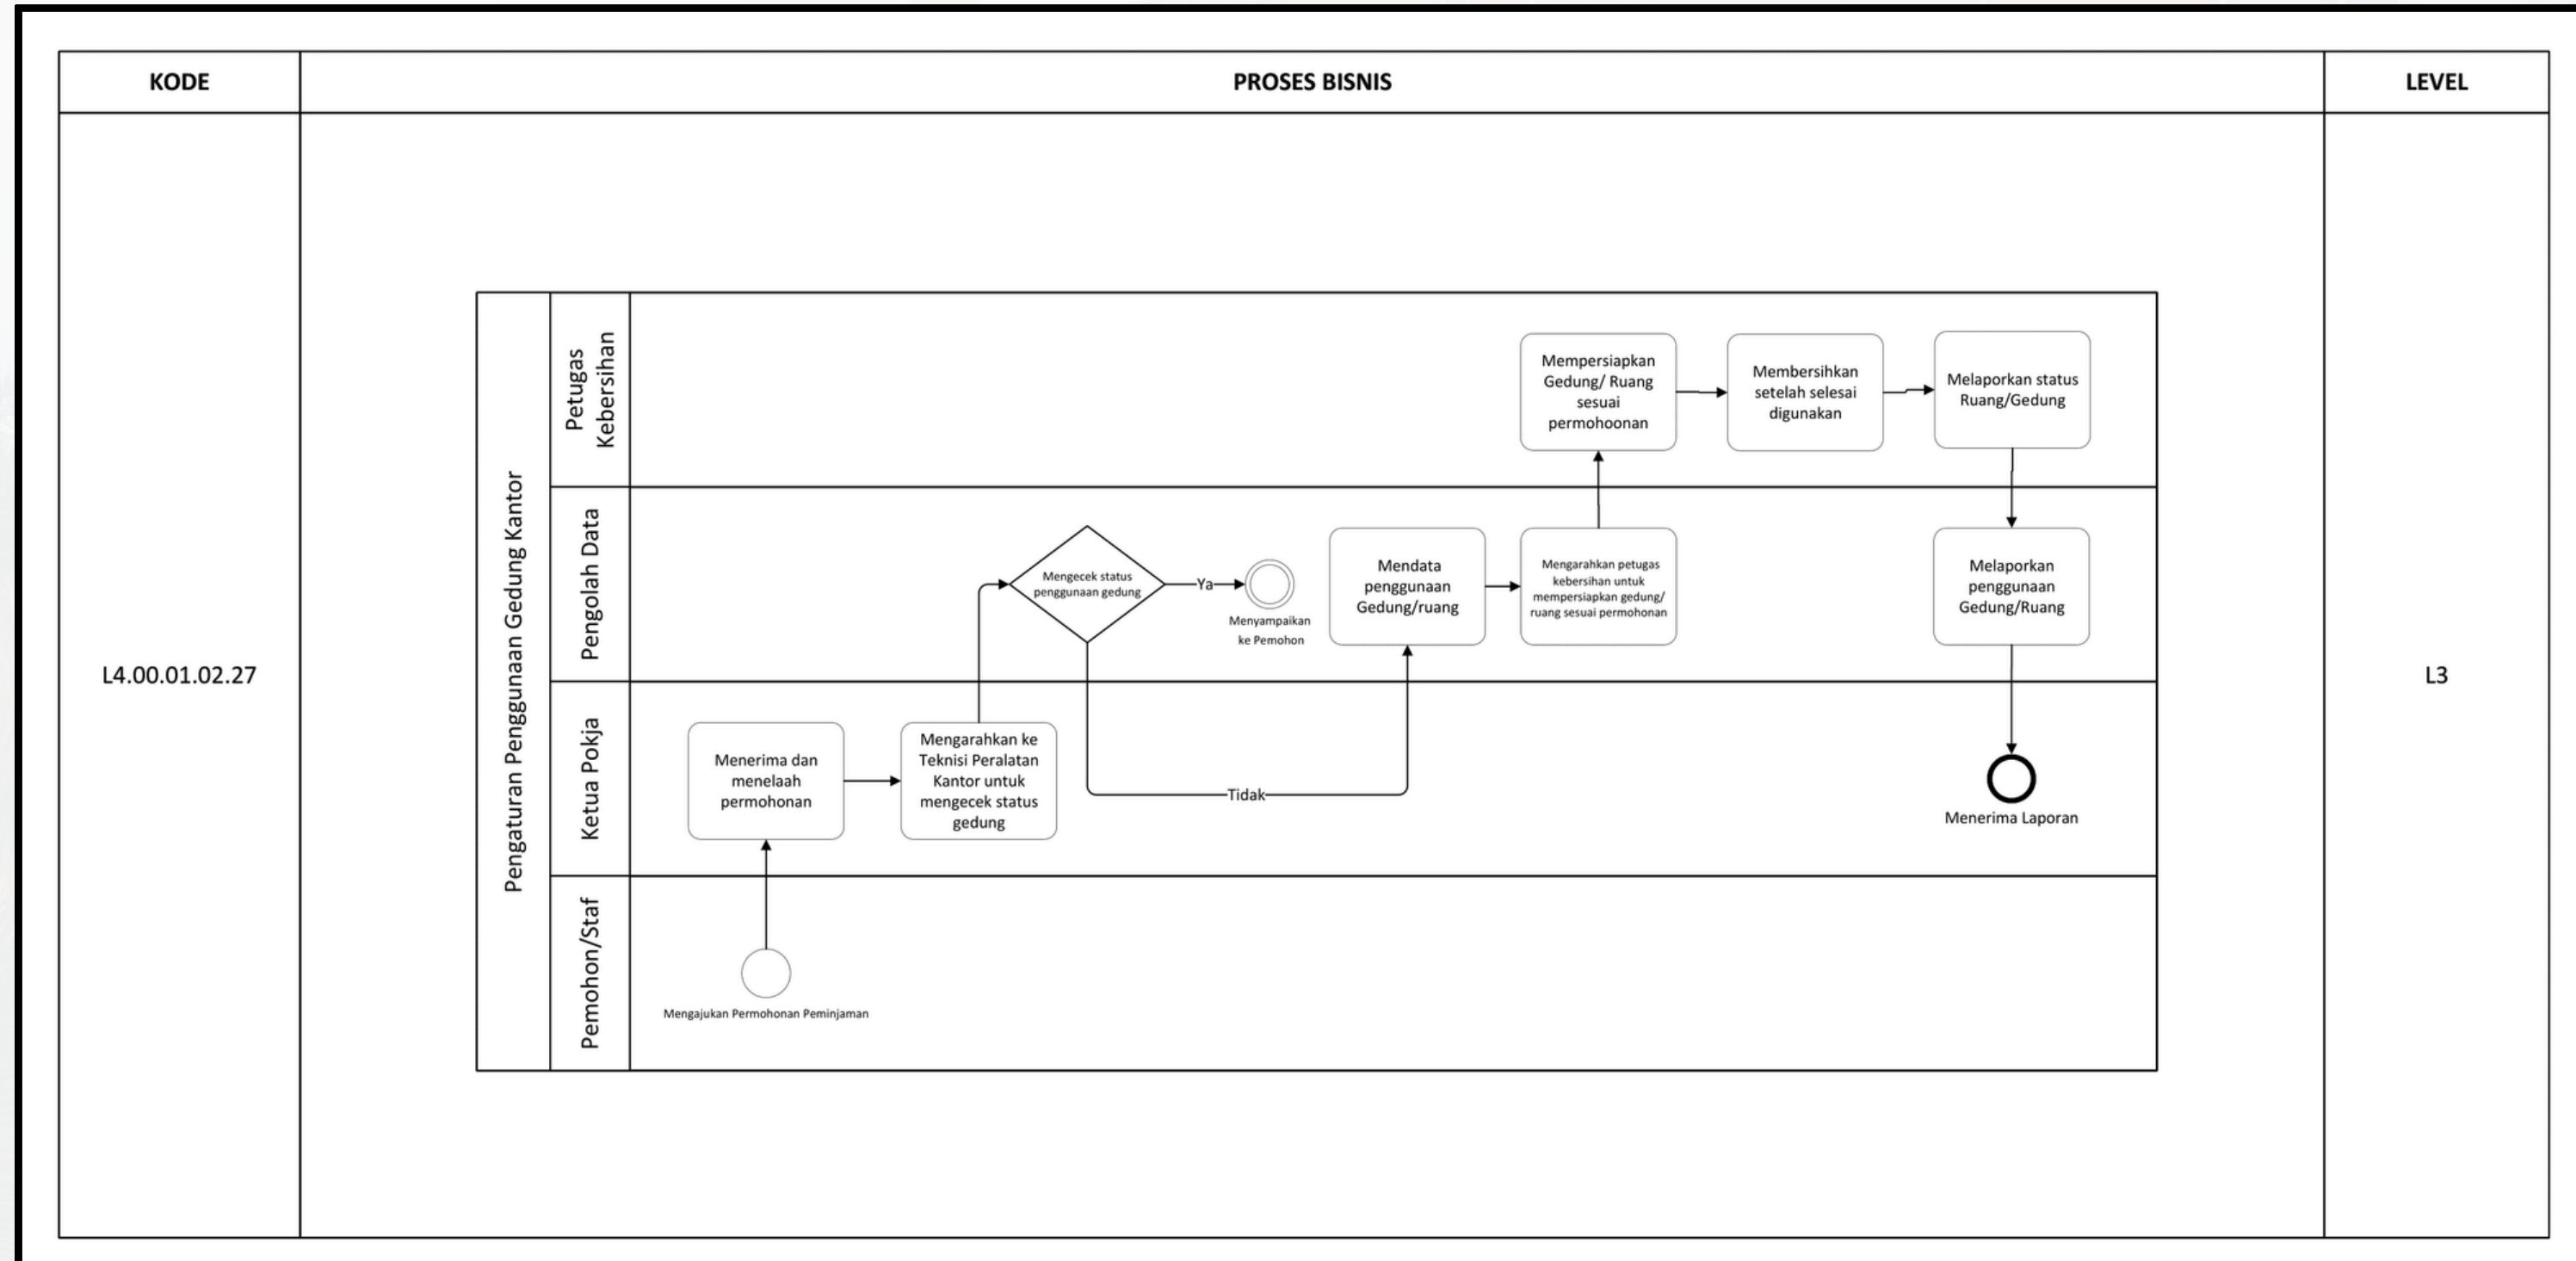 KODE
PROSES BISNIS
LEVEL
L4.00.01.02.27
L3
Pengaturan Penggunaan Gedung Kantor
Petugas
Kebersihan
Mempersiapkan
Gedung/ Ruang
sesuai
permohoonan
Membersihkan
setelah selesai
digunakan
Melaporkan status
Ruang/Gedung
Pengolah Data
Mengecek status
penggunaan gedung
Ya
Menyampaikan
ke Pemohon
Mendata
penggunaan
Gedung/ruang
Mengarahkan petugas
kebersihan untuk
mempersiapkan gedung/
ruang sesuai permohonan
Melaporkan
penggunaan
Gedung/Ruang
Ketua Pokja
Menerima dan
menelaah
permohonan
Mengarahkan ke
Teknisi Peralatan
Kantor untuk
mengecek status
gedung
Tidak
Menerima Laporan
Pemohon/Staf
Mengajukan Permohonan Peminjaman